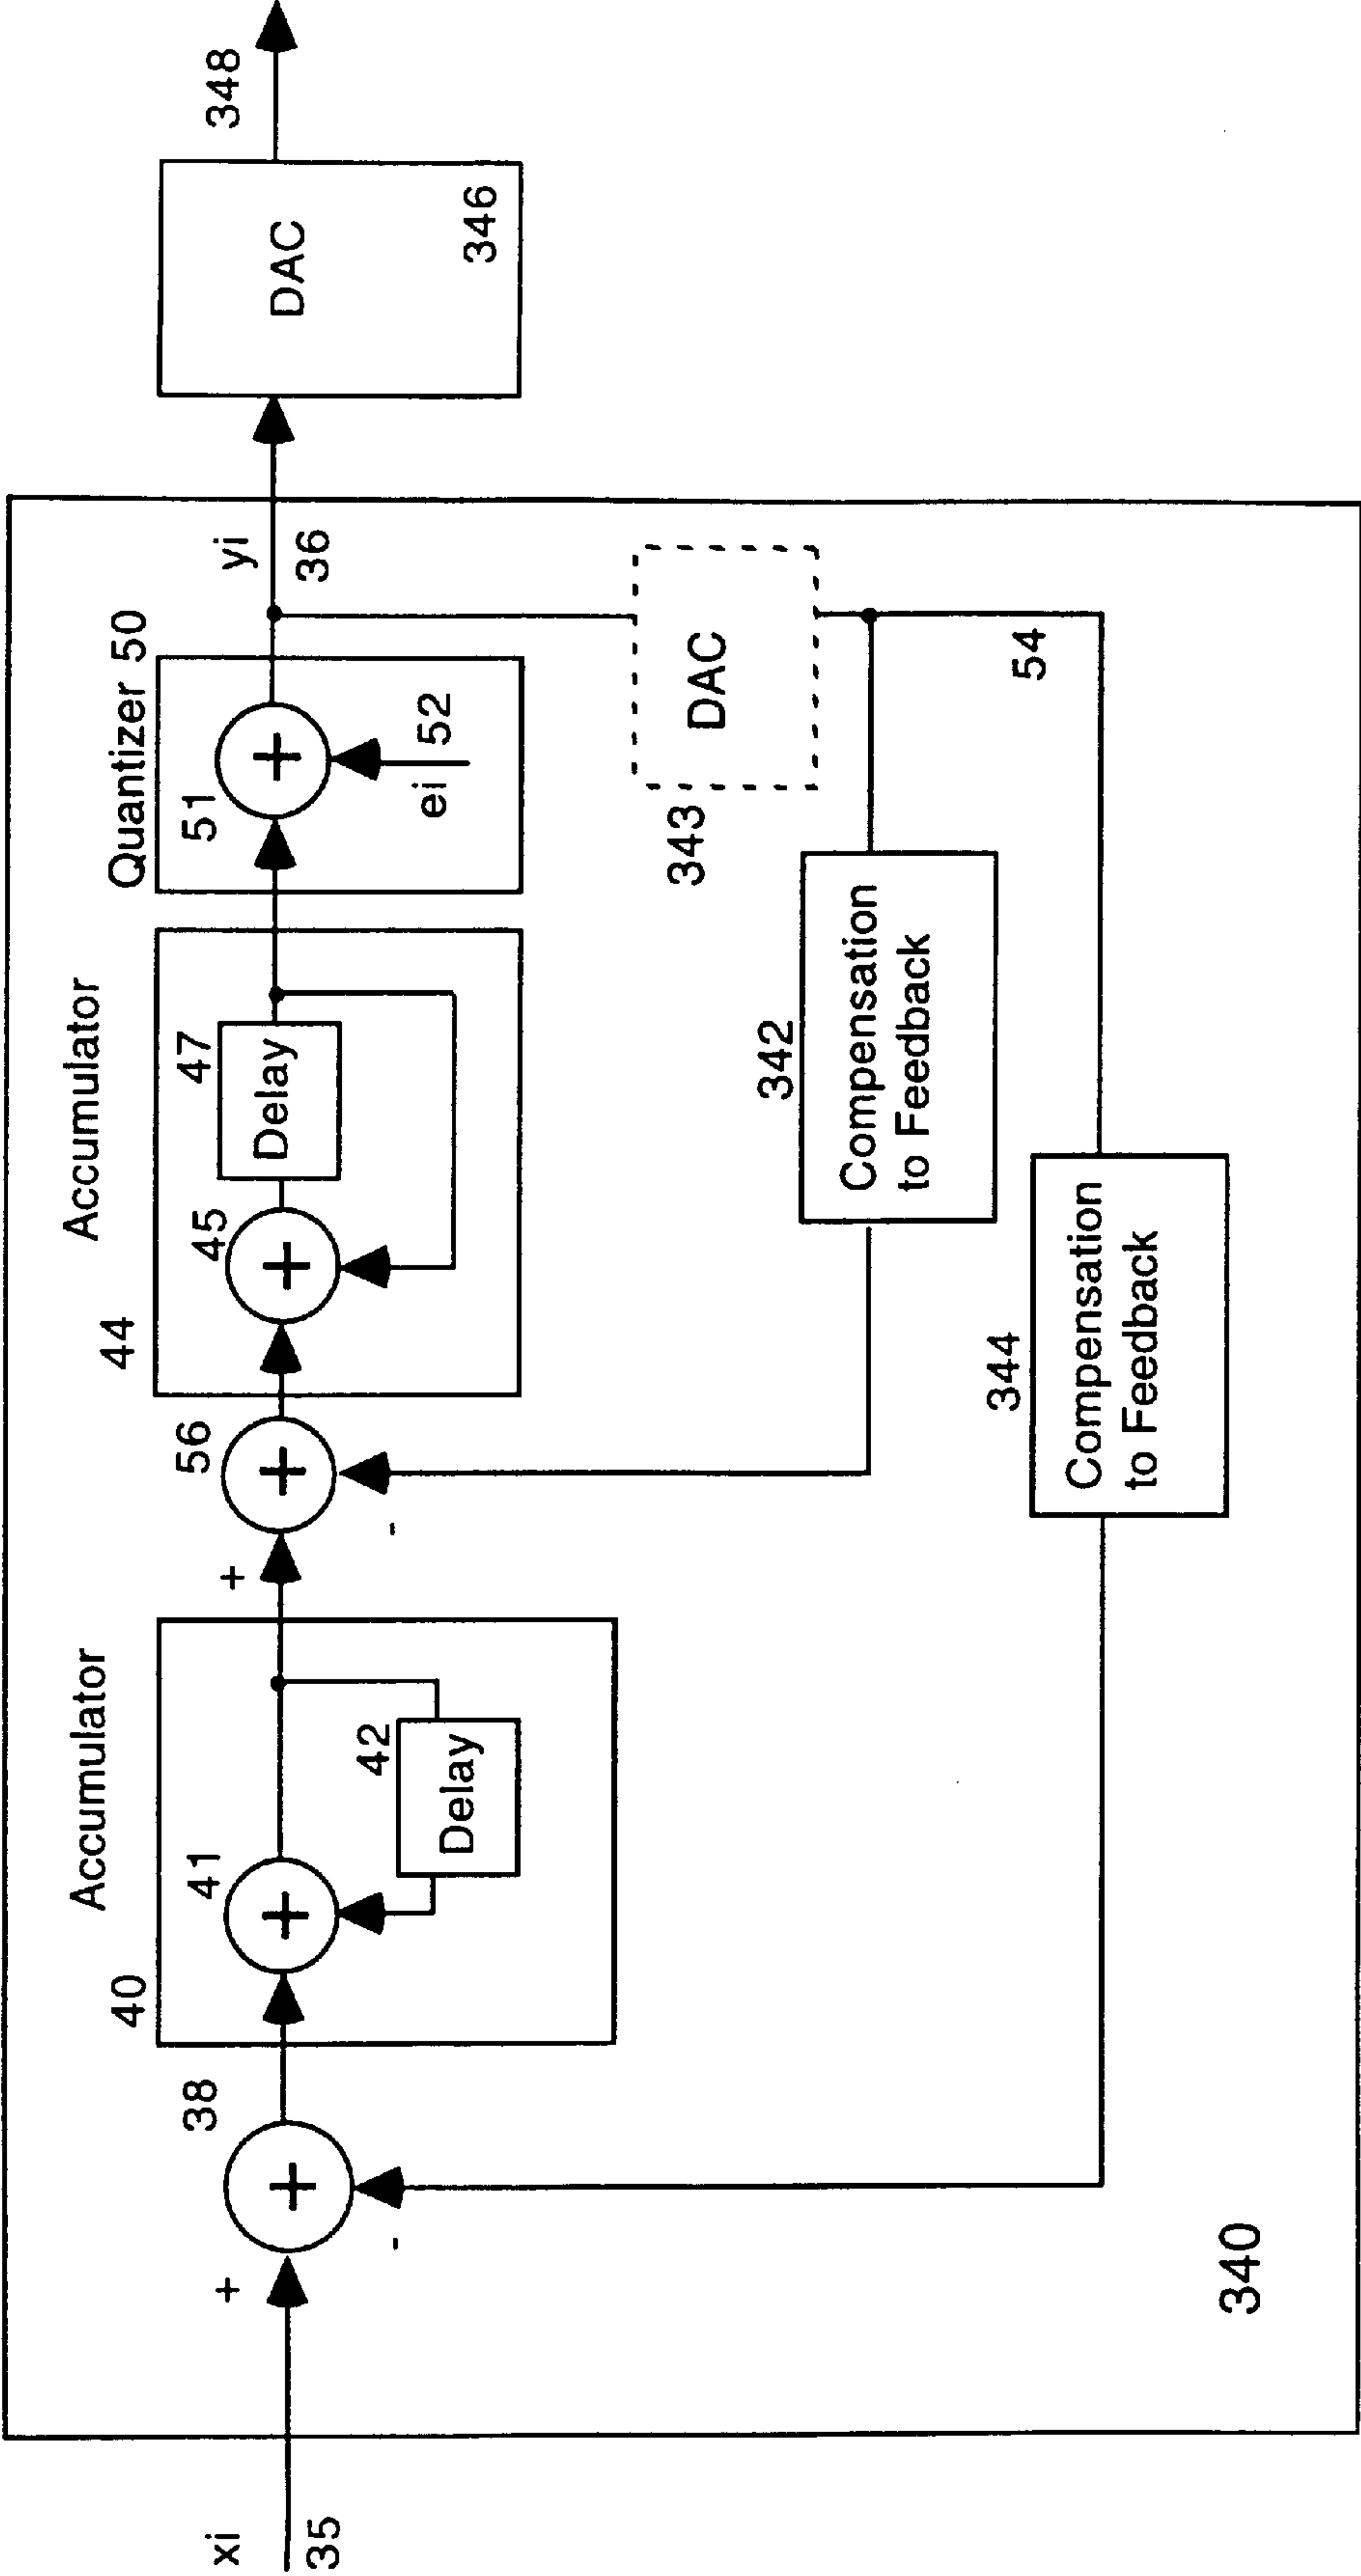 xi
35
+
-
38
40
Accumulator
41
+
42
Delay
+
-
56
+
44
Accumulator
45
+
47
Delay
Quantizer 50
51
+
ei
52
yi
36
DAC
346
348
343
DAC
342
Compensation
to Feedback
54
344
Compensation
to Feedback
+
340